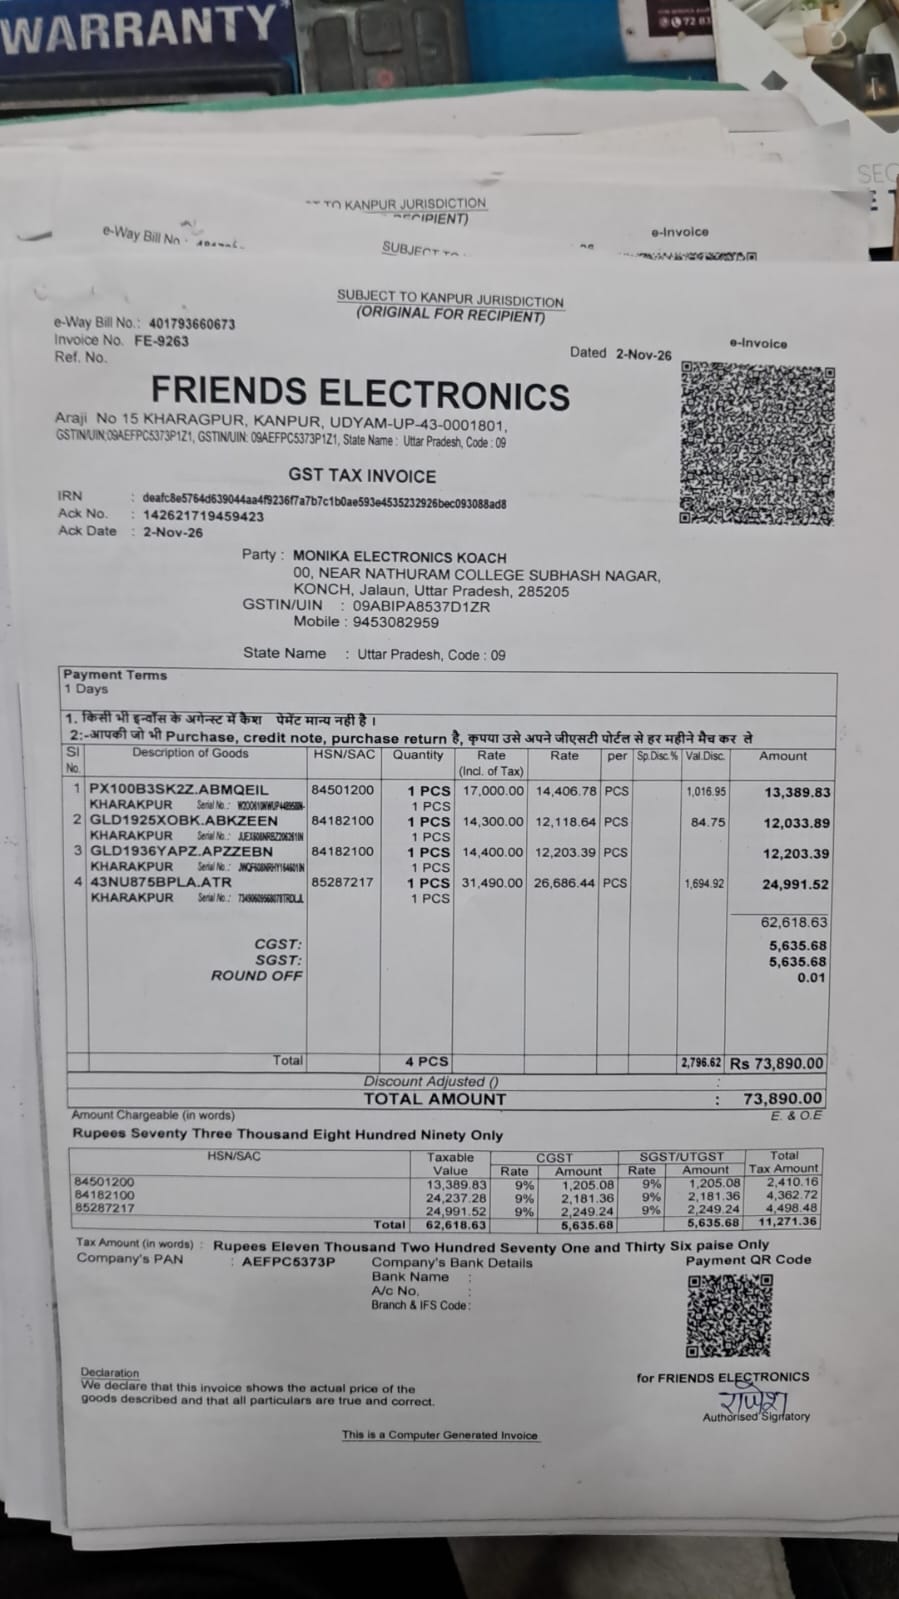 WARRANTY
72 83
SEC
TO KANPUR JURISDICTION
e-Way Bill No
e-Invoice
SUBJECT TO KANPUR JURISDICTION
(ORIGINAL FOR RECIPIENT)
e-Way Bill No.: 401793660673
Invoice No. FE-9263
Ref. No.
Dated 2-Nov-26
e-Invoice
FRIENDS ELECTRONICS
Araji No 15 KHARAGPUR, KANPUR, UDYAM-UP-43-0001801,
GSTIN/UIN:09AEFPC5373P1Z1, GSTIN/UIN: 09AEFPC5373P1Z1, State Name : Uttar Pradesh, Code : 09
GST TAX INVOICE
IRN : deafc8e5764d639044aa4f9236f7a7b7c1b0ae593e4535232926bec093088ad8
Ack No. : 142621719459423
Ack Date : 2-Nov-26
Party : MONIKA ELECTRONICS KOACH
00, NEAR NATHURAM COLLEGE SUBHASH NAGAR,
KONCH, Jalaun, Uttar Pradesh, 285205
GSTIN/UIN : 09ABIPA8537D1ZR
Mobile : 9453082959
State Name : Uttar Pradesh, Code : 09
Payment Terms
1 Days
1. किसी भी इन्वॉस के अगेन्स्ट में कैश पेमेंट मान्य नही है ।
2:-आपकी जो भी Purchase, credit note, purchase return है, कृपया उसे अपने जीएसटी पोर्टल से हर महीने मैच कर ले
Sl No. Description of Goods HSN/SAC Quantity Rate (Incl. of Tax) Rate per Sp.Disc.% Val.Disc. Amount
1 PX100B3SK2Z.ABMQEIL 84501200 1 PCS 17,000.00 14,406.78 PCS 1,016.95 13,389.83
KHARAKPUR Serial No.: 1 PCS
2 GLD1925XOBK.ABKZEEN 84182100 1 PCS 14,300.00 12,118.64 PCS 84.75 12,033.89
KHARAKPUR Serial No.: 1 PCS
3 GLD1936YAPZ.APZZEBN 84182100 1 PCS 14,400.00 12,203.39 PCS 12,203.39
KHARAKPUR Serial No.: 1 PCS
4 43NU875BPLA.ATR 85287217 1 PCS 31,490.00 26,686.44 PCS 1,694.92 24,991.52
KHARAKPUR Serial No.: 1 PCS
62,618.63
CGST: 5,635.68
SGST: 5,635.68
ROUND OFF 0.01
Total 4 PCS 2,796.62 Rs 73,890.00
Discount Adjusted () :
TOTAL AMOUNT : 73,890.00
Amount Chargeable (in words) E. & O.E
Rupees Seventy Three Thousand Eight Hundred Ninety Only
HSN/SAC Taxable Value CGST Rate Amount SGST/UTGST Rate Amount Total Tax Amount
84501200 13,389.83 9% 1,205.08 9% 1,205.08 2,410.16
84182100 24,237.28 9% 2,181.36 9% 2,181.36 4,362.72
85287217 24,991.52 9% 2,249.24 9% 2,249.24 4,498.48
Total 62,618.63 5,635.68 5,635.68 11,271.36
Tax Amount (in words) : Rupees Eleven Thousand Two Hundred Seventy One and Thirty Six paise Only
Company's PAN : AEFPC5373P
Company's Bank Details
Bank Name :
A/c No. :
Branch & IFS Code :
Payment QR Code
Declaration
We declare that this invoice shows the actual price of the
goods described and that all particulars are true and correct.
for FRIENDS ELECTRONICS
Authorised Signatory
This is a Computer Generated Invoice